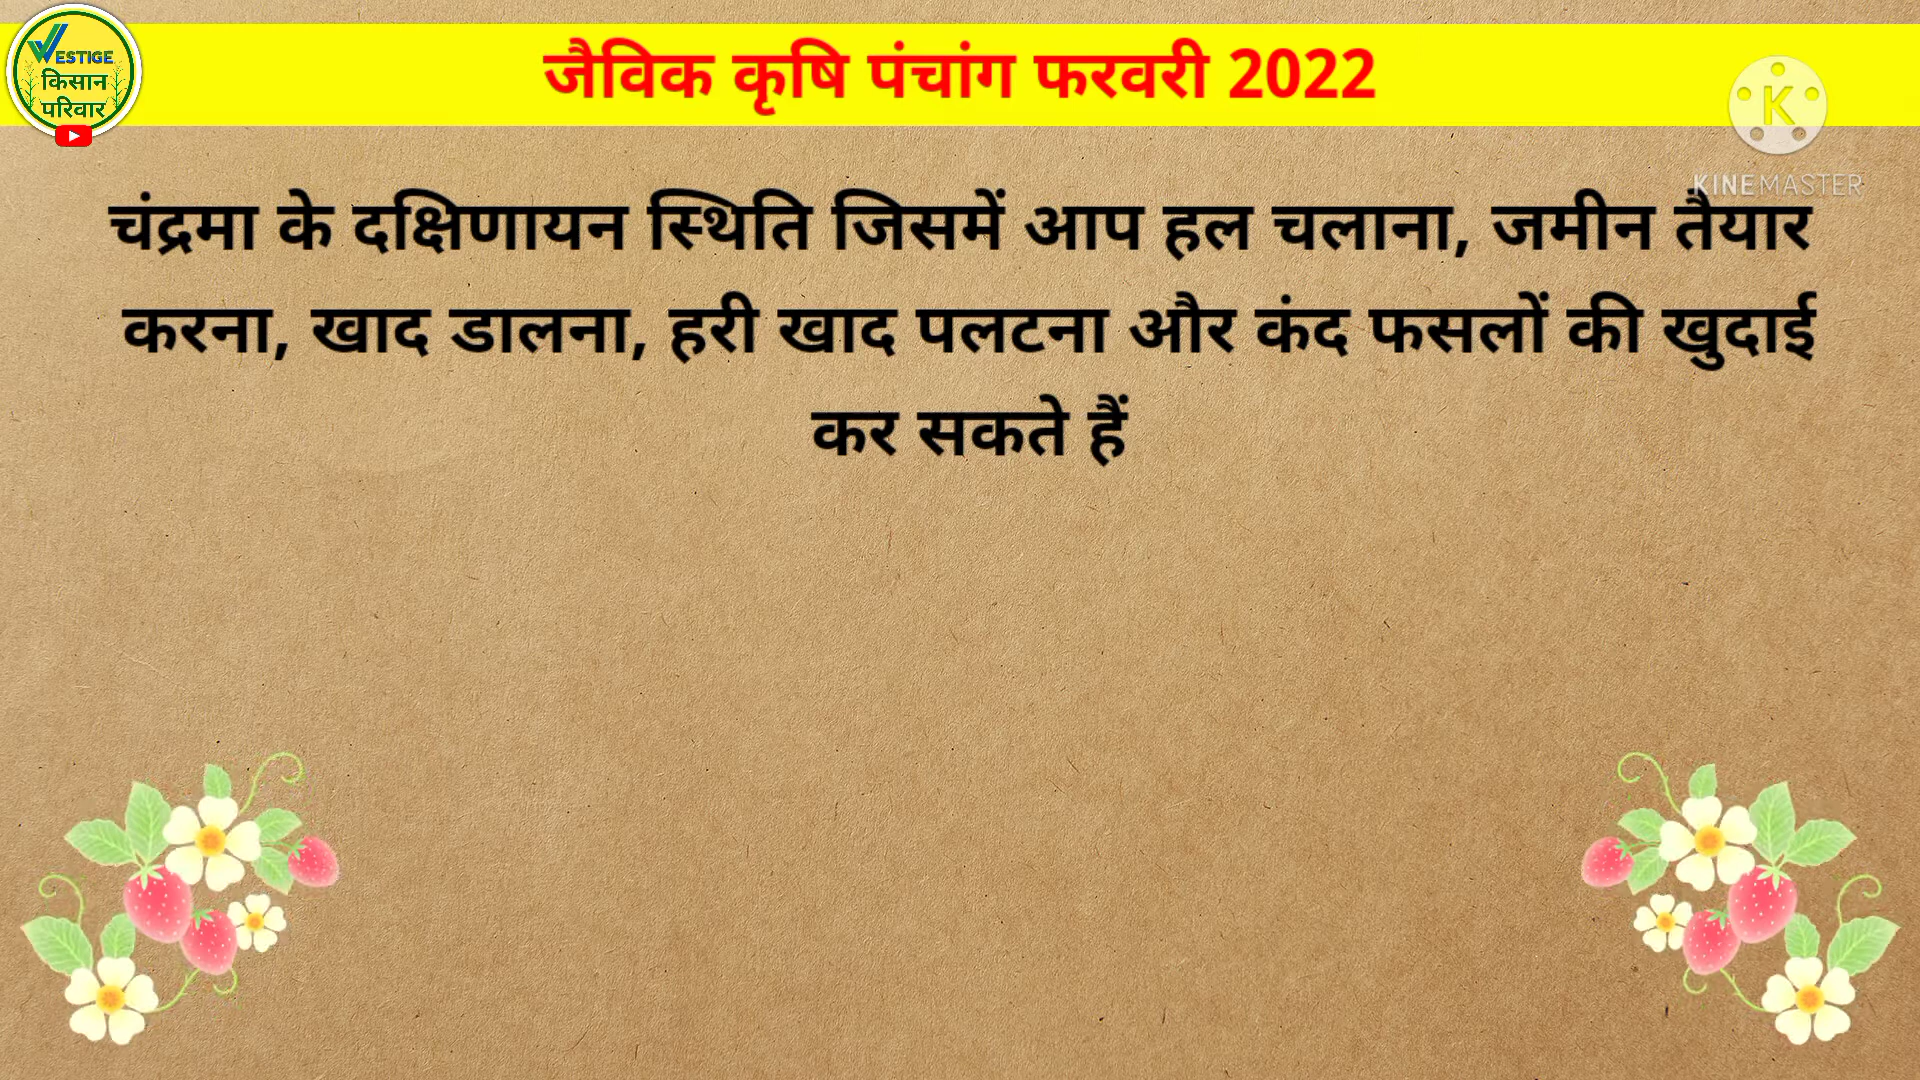 WESTIGE
किसान
परिवार
जैविक कृषि पंचांग फरवरी 2022
K
KINEMASTER
चंद्रमा के दक्षिणायन स्थिति जिसमें आप हल चलाना, जमीन तैयार
करना, खाद डालना, हरी खाद पलटना और कंद फसलों की खुदाई
कर सकते हैं